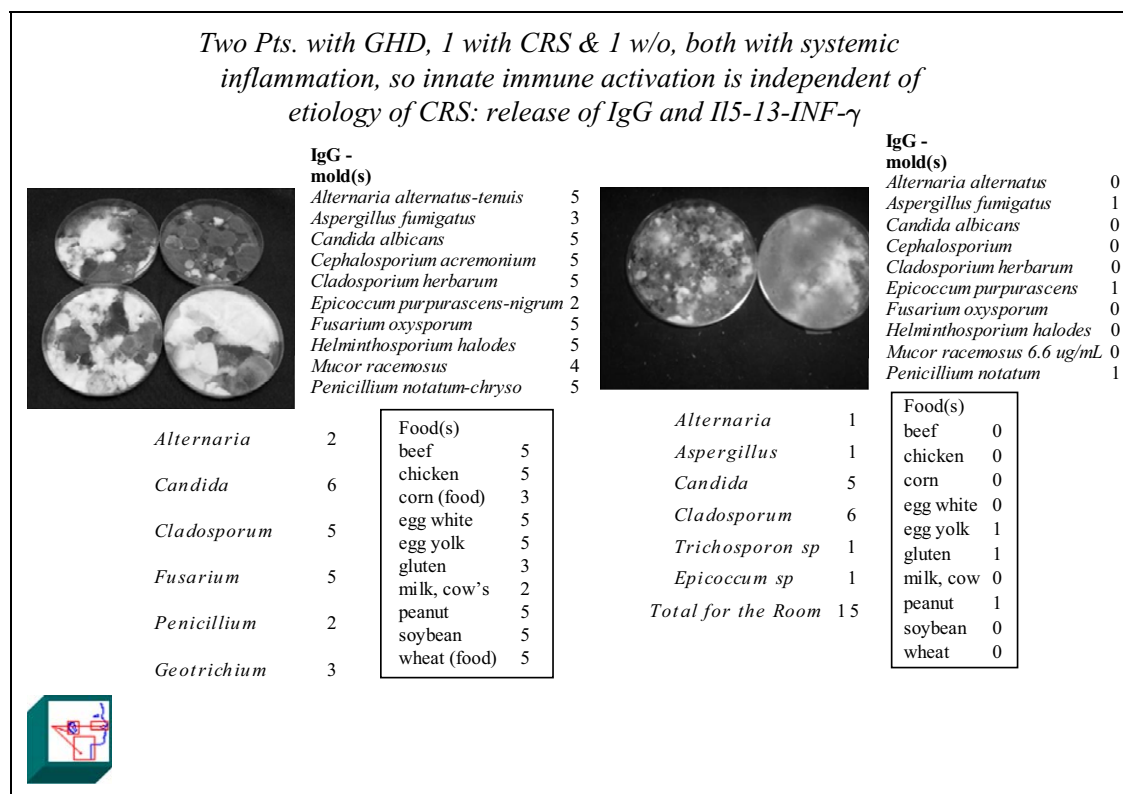 Two Pts. with GHD, 1 with CRS & 1 w/o, both with systemic
inflammation, so innate immune activation is independent of
etiology of CRS: release of IgG and Il5-13-INF-γ
IgG -
mold(s)
Alternaria alternatus-tenuis 5
Aspergillus fumigatus 3
Candida albicans 5
Cephalosporium acremonium 5
Cladosporium herbarum 5
Epicoccum purpurascens-nigrum 2
Fusarium oxysporum 5
Helminthosporium halodes 5
Mucor racemosus 4
Penicillium notatum-chryso 5
Alternaria 2
Candida 6
Cladosporum 5
Fusarium 5
Penicillium 2
Geotrichium 3
Food(s)
beef 5
chicken 5
corn (food) 3
egg white 5
egg yolk 5
gluten 3
milk, cow's 2
peanut 5
soybean 5
wheat (food) 5
IgG -
mold(s)
Alternaria alternatus 0
Aspergillus fumigatus 1
Candida albicans 0
Cephalosporium 0
Cladosporium herbarum 0
Epicoccum purpurascens 1
Fusarium oxysporum 0
Helminthosporium halodes 0
Mucor racemosus 6.6 ug/mL 0
Penicillium notatum 1
Alternaria 1
Aspergillus 1
Candida 5
Cladosporum 6
Trichosporon sp 1
Epicoccum sp 1
Total for the Room 15
Food(s)
beef 0
chicken 0
corn 0
egg white 0
egg yolk 1
gluten 1
milk, cow 0
peanut 1
soybean 0
wheat 0